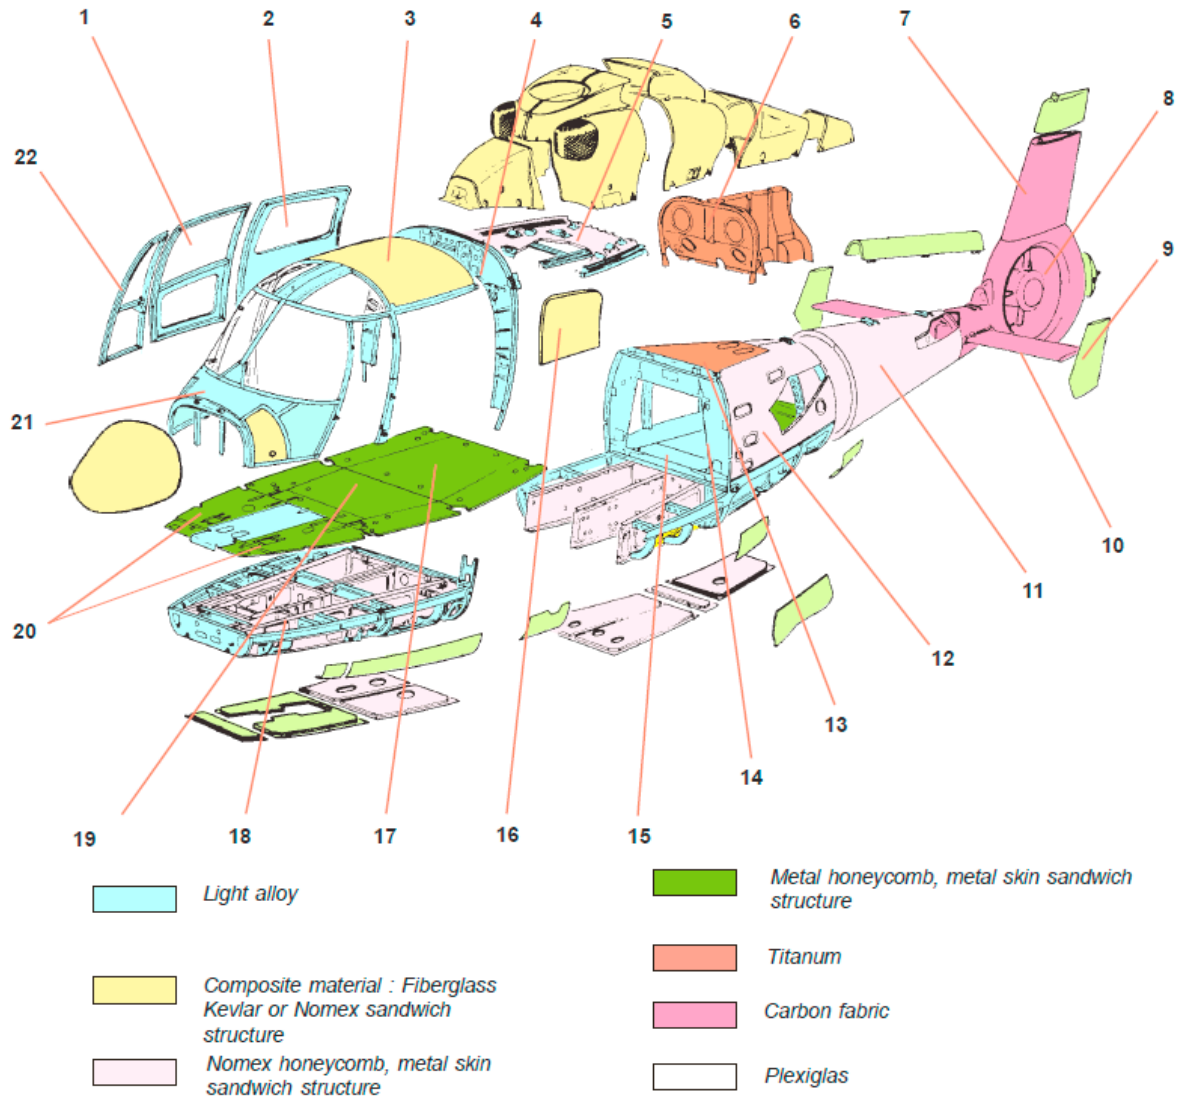 1 2 3 4 5 6 7
8
22
9
21
10
11
20
12
13
14
19 18 17 16 15
Light alloy
Composite material : Fiberglass
Kevlar or Nomex sandwich
structure
Nomex honeycomb, metal skin
sandwich structure
Metal honeycomb, metal skin sandwich
structure
Titanum
Carbon fabric
Plexiglas